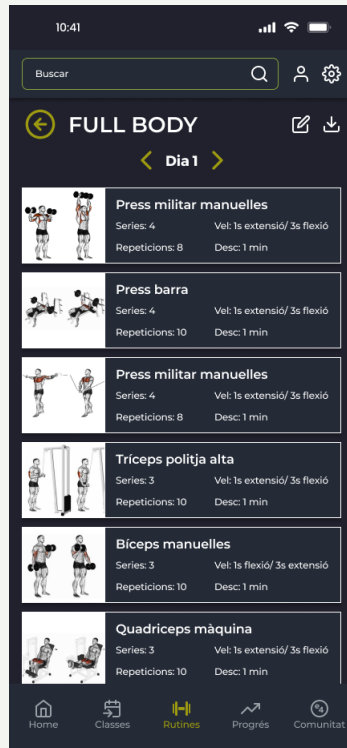 10:41
Buscar
FULL BODY
Dia 1
Press militar manuelles
Series: 4 Vel: 1s extensió/ 3s flexió
Repeticions: 8 Desc: 1 min
Press barra
Series: 4 Vel: 1s extensió/ 3s flexió
Repeticions: 10 Desc: 1 min
Press militar manuelles
Series: 4 Vel: 1s extensió/ 3s flexió
Repeticions: 8 Desc: 1 min
Tríceps politja alta
Series: 3 Vel: 1s extensió/ 3s flexió
Repeticions: 10 Desc: 1 min
Bíceps manuelles
Series: 3 Vel: 1s flexió/ 3s extensió
Repeticions: 10 Desc: 1 min
Quadriceps màquina
Series: 3 Vel: 1s extensió/ 3s flexió
Repeticions: 10 Desc: 1 min
Home Classes Rutines Progrés Comunitat